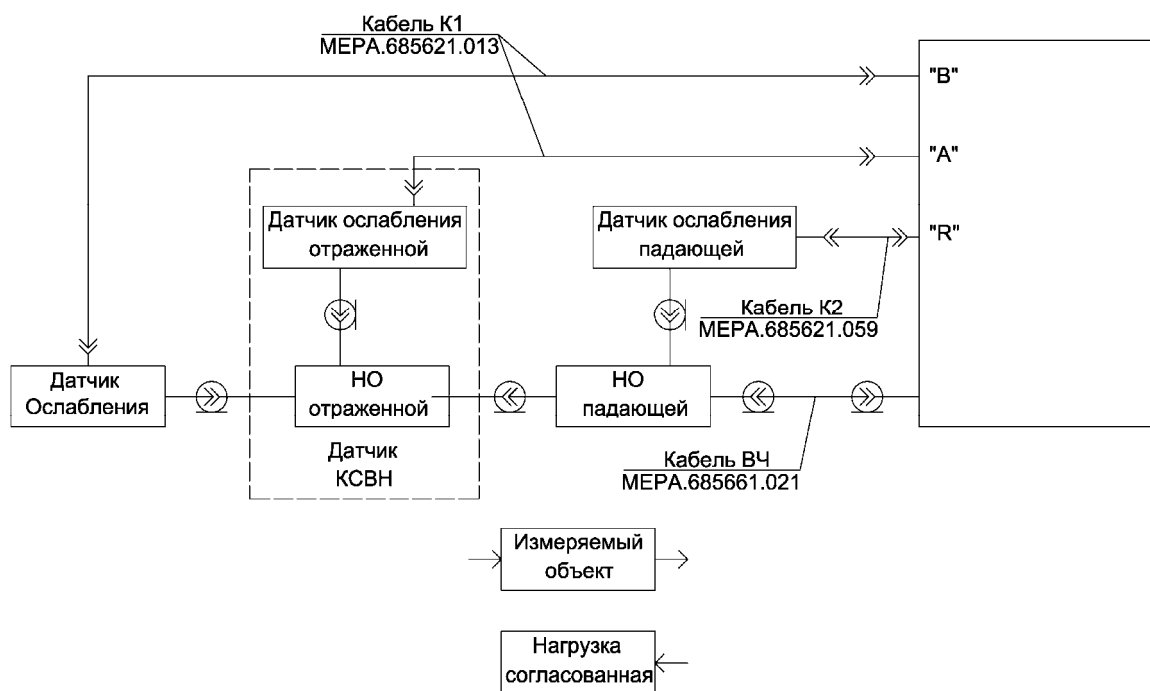 Кабель К1
МЕРА.685621.013
"В"
"А"
Датчик ослабления
отраженной
Датчик ослабления
падающей
"R"
Кабель К2
МЕРА.685621.059
Датчик
Ослабления
НО
отраженной
НО
падающей
Датчик
КСВН
Кабель ВЧ
МЕРА.685661.021
Измеряемый
объект
Нагрузка
согласованная